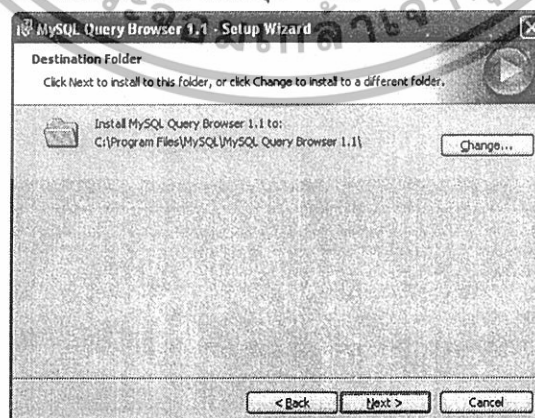 MySQL Query Browser 1.1 - Setup Wizard
Destination Folder
Click Next to install to this folder, or click Change to install to a different folder.
Install MySQL Query Browser 1.1 to:
C:\Program Files\MySQL\MySQL Query Browser 1.1\
Change...
< Back
Next >
Cancel